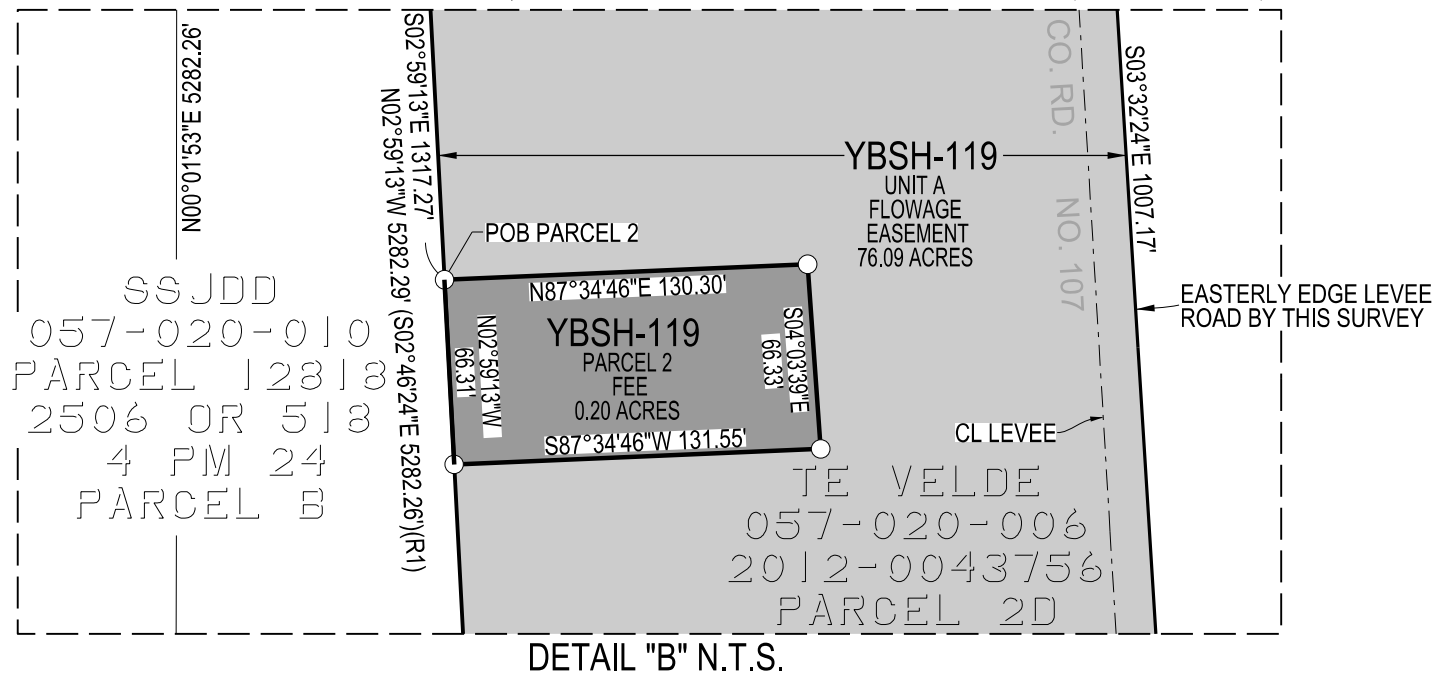 N00°01'53"E 5282.26'
S02°59'13"E 1317.27'
N02°59'13"W 5282.29' (S02°46'24"E 5282.26')(R1)
CO. RD. NO. 107
S03°32'24"E 1007.17'
YBSH-119
UNIT A
FLOWAGE
EASEMENT
76.09 ACRES
POB PARCEL 2
N87°34'46"E 130.30'
EASTERLY EDGE LEVEE
ROAD BY THIS SURVEY
SSJDD
057-020-010
PARCEL 12818
2506 OR 518
4 PM 24
PARCEL B
N02°59'13"W
66.31'
YBSH-119
PARCEL 2
FEE
0.20 ACRES
S04°03'39"E
66.33'
S87°34'46"W 131.55'
CL LEVEE
TE VELDE
057-020-006
2012-0043756
PARCEL 2D
DETAIL "B" N.T.S.